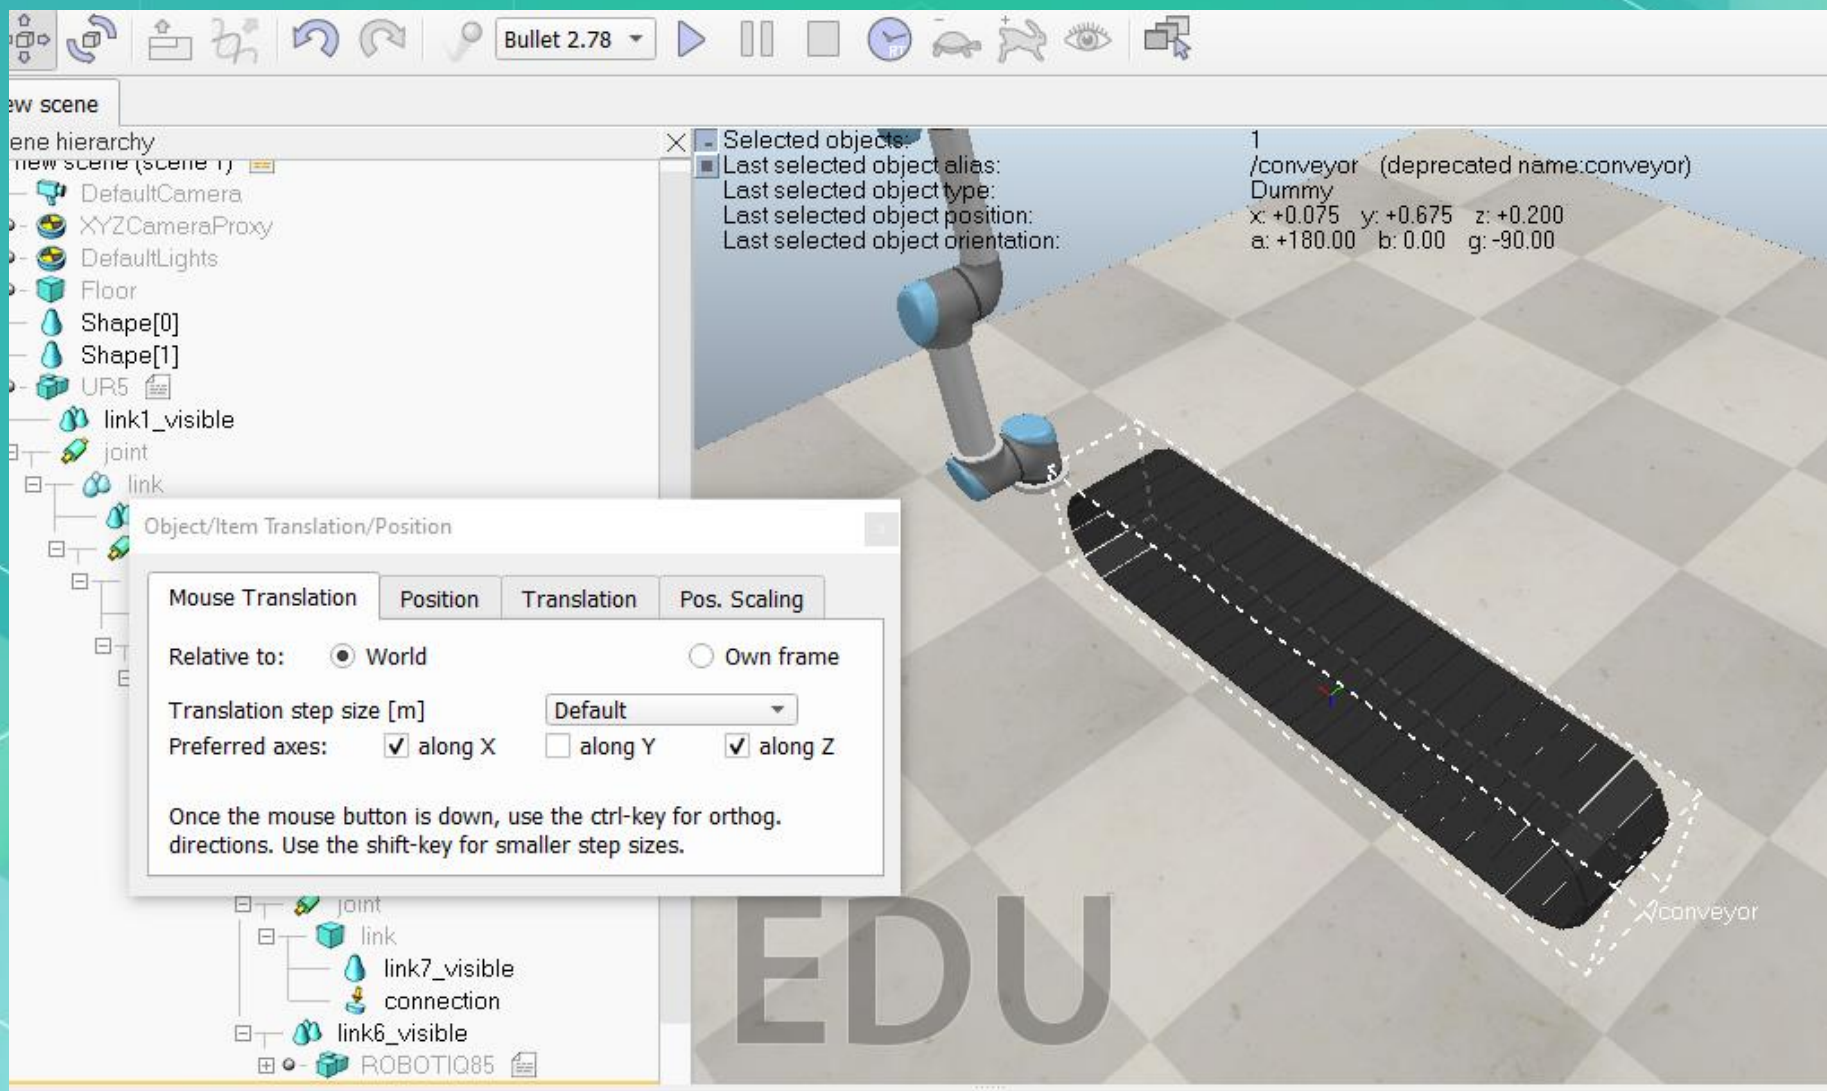 Bullet 2.78
RT
ew scene
ene hierarchy
new scene (scene 1)
DefaultCamera
XYZCameraProxy
DefaultLights
Floor
Shape[0]
Shape[1]
UR5
link1_visible
joint
link
Object/Item Translation/Position
Mouse Translation Position Translation Pos. Scaling
Relative to: World Own frame
Translation step size [m] Default
Preferred axes: along X along Y along Z
Once the mouse button is down, use the ctrl-key for orthog.
directions. Use the shift-key for smaller step sizes.
joint
link
link7_visible
connection
link6_visible
ROBOTIQ85
Selected objects: 1
Last selected object alias: /conveyor (deprecated name:conveyor)
Last selected object type: Dummy
Last selected object position: x: +0.075 y: +0.675 z: +0.200
Last selected object orientation: a: +180.00 b: 0.00 g: -90.00
/conveyor
EDU